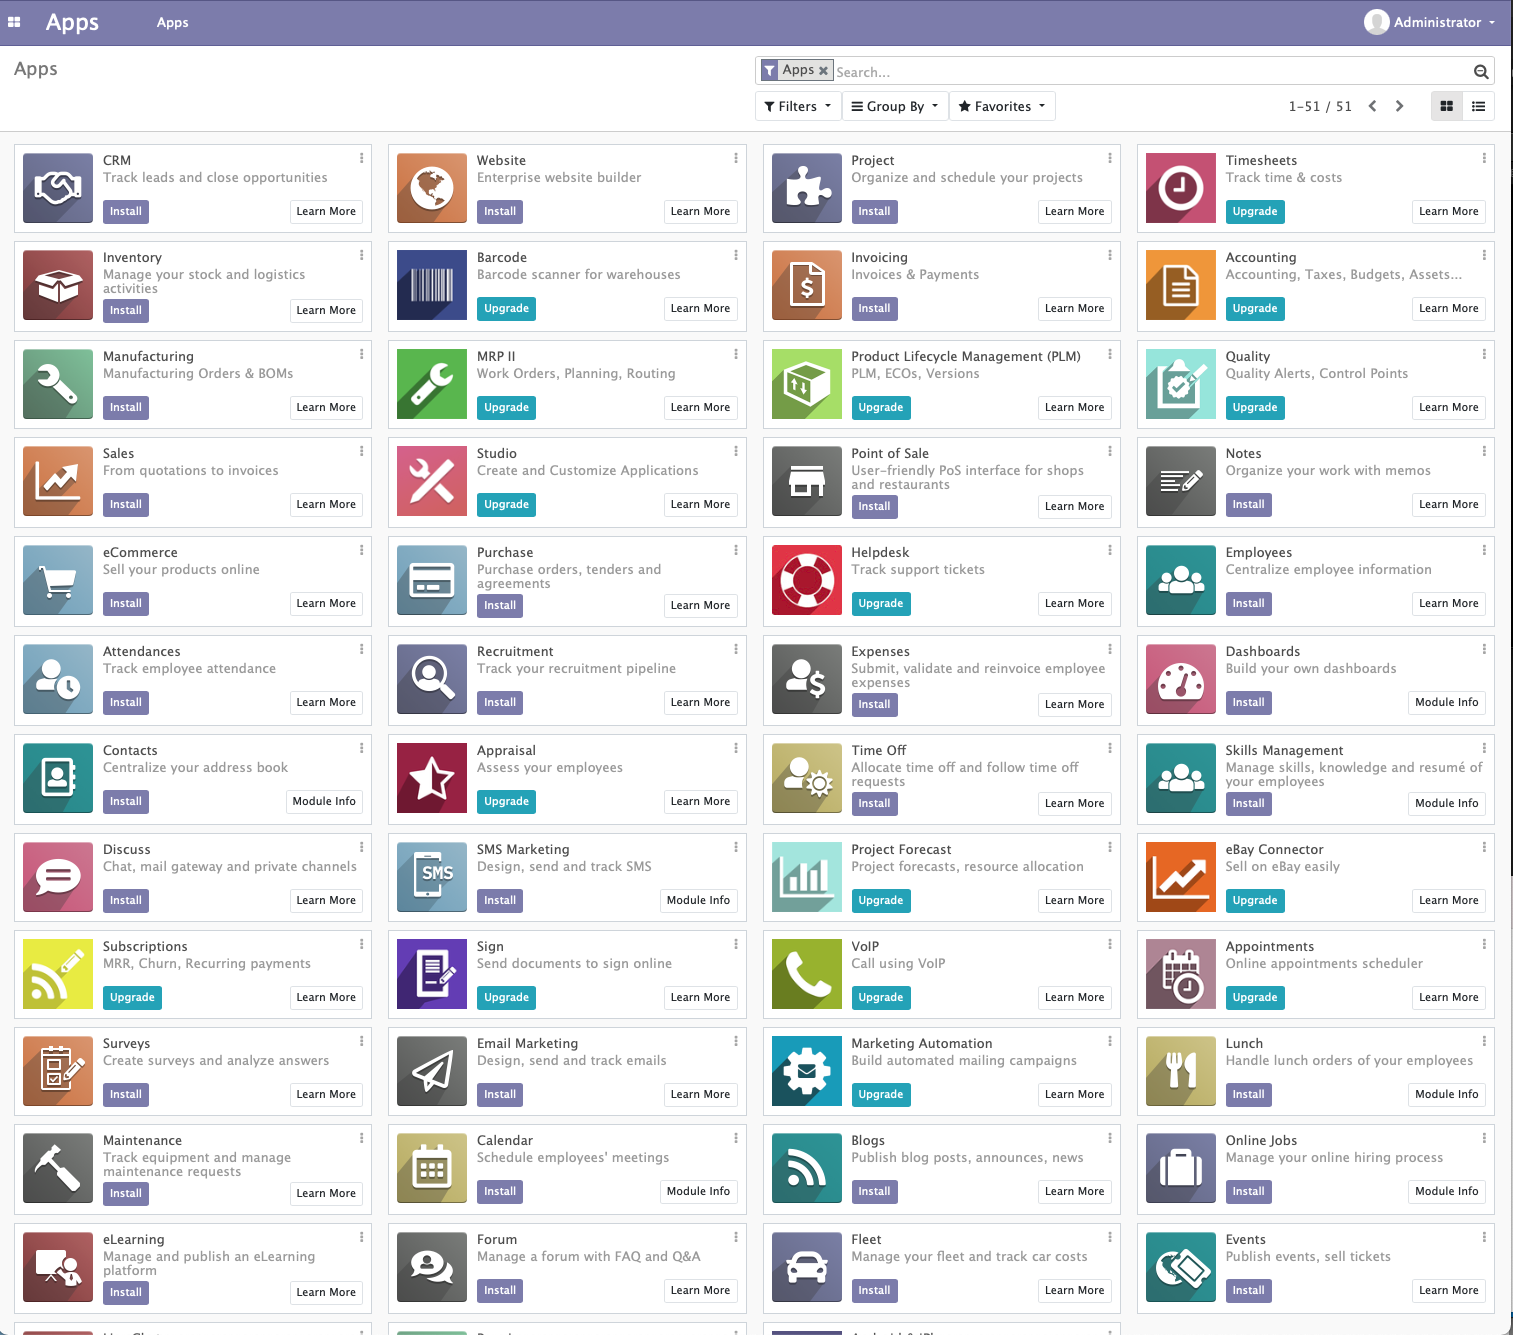 Apps
Apps
Administrator
Apps
Apps
Search...
Filters
Group By
Favorites
1-51 / 51
CRM
Track leads and close opportunities
Install
Learn More
Website
Enterprise website builder
Install
Learn More
Project
Organize and schedule your projects
Install
Learn More
Timesheets
Track time & costs
Upgrade
Learn More
Inventory
Manage your stock and logistics
activities
Install
Learn More
Barcode
Barcode scanner for warehouses
Upgrade
Learn More
Invoicing
Invoices & Payments
Install
Learn More
Accounting
Accounting, Taxes, Budgets, Assets...
Upgrade
Learn More
Manufacturing
Manufacturing Orders & BOMs
Install
Learn More
MRP II
Work Orders, Planning, Routing
Upgrade
Learn More
Product Lifecycle Management (PLM)
PLM, ECOs, Versions
Upgrade
Learn More
Quality
Quality Alerts, Control Points
Upgrade
Learn More
Sales
From quotations to invoices
Install
Learn More
Studio
Create and Customize Applications
Upgrade
Learn More
Point of Sale
User-friendly PoS interface for shops
and restaurants
Install
Learn More
Notes
Organize your work with memos
Install
Learn More
eCommerce
Sell your products online
Install
Learn More
Purchase
Purchase orders, tenders and
agreements
Install
Learn More
Helpdesk
Track support tickets
Upgrade
Learn More
Employees
Centralize employee information
Install
Learn More
Attendances
Track employee attendance
Install
Learn More
Recruitment
Track your recruitment pipeline
Install
Learn More
Expenses
Submit, validate and reinvoice employee
expenses
Install
Learn More
Dashboards
Build your own dashboards
Install
Module Info
Contacts
Centralize your address book
Install
Module Info
Appraisal
Assess your employees
Upgrade
Learn More
Time Off
Allocate time off and follow time off
requests
Install
Learn More
Skills Management
Manage skills, knowledge and resumé of
your employees
Install
Module Info
Discuss
Chat, mail gateway and private channels
Install
Learn More
SMS
SMS Marketing
Design, send and track SMS
Install
Module Info
Project Forecast
Project forecasts, resource allocation
Upgrade
Learn More
eBay Connector
Sell on eBay easily
Upgrade
Learn More
Subscriptions
MRR, Churn, Recurring payments
Upgrade
Learn More
Sign
Send documents to sign online
Upgrade
Learn More
VoIP
Call using VoIP
Upgrade
Learn More
Appointments
Online appointments scheduler
Upgrade
Learn More
Surveys
Create surveys and analyze answers
Install
Learn More
Email Marketing
Design, send and track emails
Install
Learn More
Marketing Automation
Build automated mailing campaigns
Upgrade
Learn More
Lunch
Handle lunch orders of your employees
Install
Module Info
Maintenance
Track equipment and manage
maintenance requests
Install
Learn More
Calendar
Schedule employees' meetings
Install
Module Info
Blogs
Publish blog posts, announces, news
Install
Learn More
Online Jobs
Manage your online hiring process
Install
Module Info
eLearning
Manage and publish an eLearning
platform
Install
Learn More
Forum
Manage a forum with FAQ and Q&A
Install
Learn More
Fleet
Manage your fleet and track car costs
Install
Learn More
Events
Publish events, sell tickets
Install
Learn More